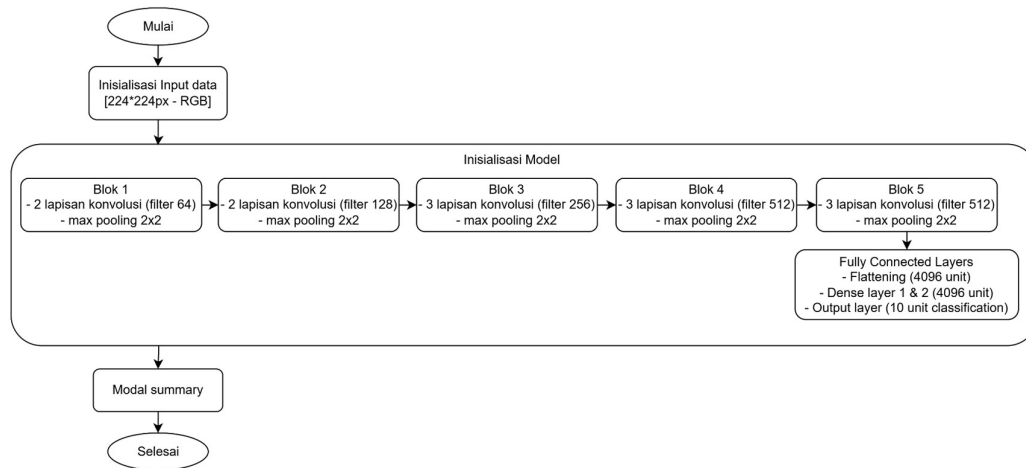 Mulai
Inisialisasi Input data
[224*224px - RGB]
Inisialisasi Model
Blok 1
- 2 lapisan konvolusi (filter 64)
- max pooling 2x2
Blok 2
- 2 lapisan konvolusi (filter 128)
- max pooling 2x2
Blok 3
- 3 lapisan konvolusi (filter 256)
- max pooling 2x2
Blok 4
- 3 lapisan konvolusi (filter 512)
- max pooling 2x2
Blok 5
- 3 lapisan konvolusi (filter 512)
- max pooling 2x2
Fully Connected Layers
- Flattening (4096 unit)
- Dense layer 1 & 2 (4096 unit)
- Output layer (10 unit classification)
Modal summary
Selesai